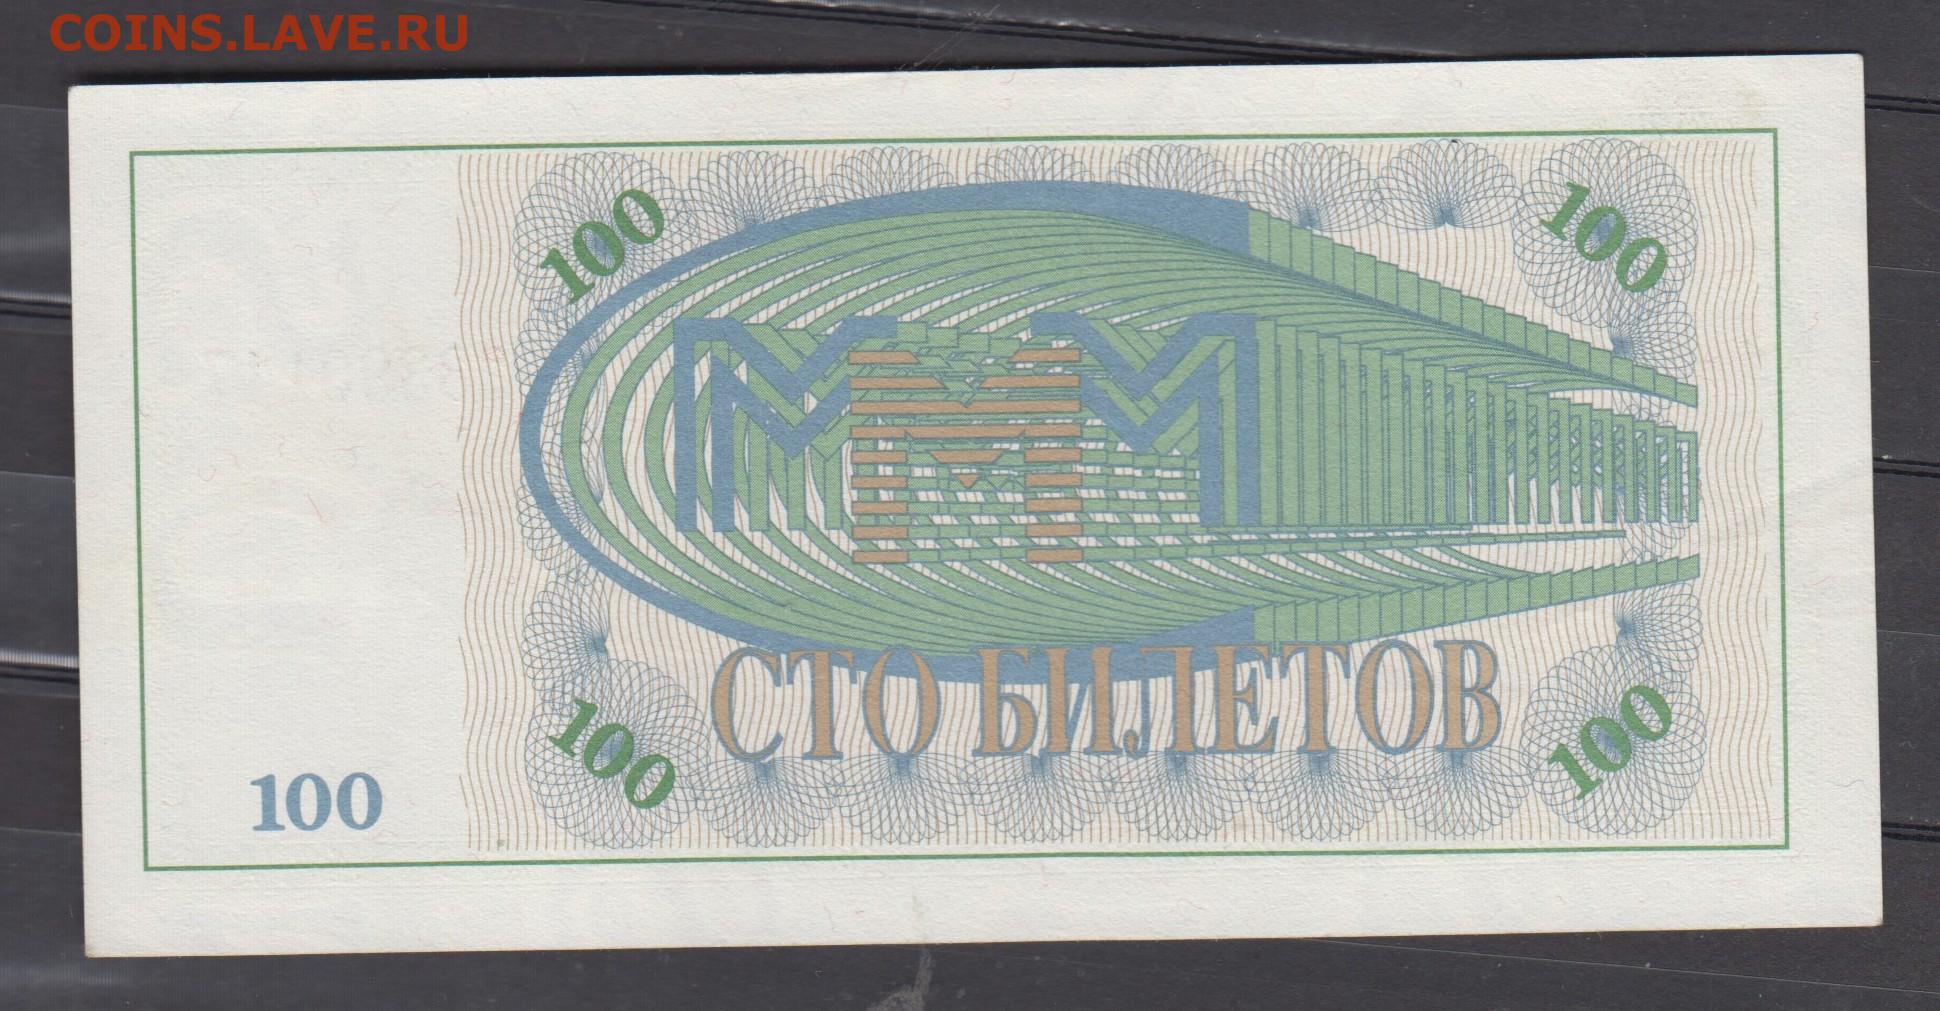 COINS.LAVE.RU
100 100
МММ
СТО БИЛЕТОВ
100 100
100